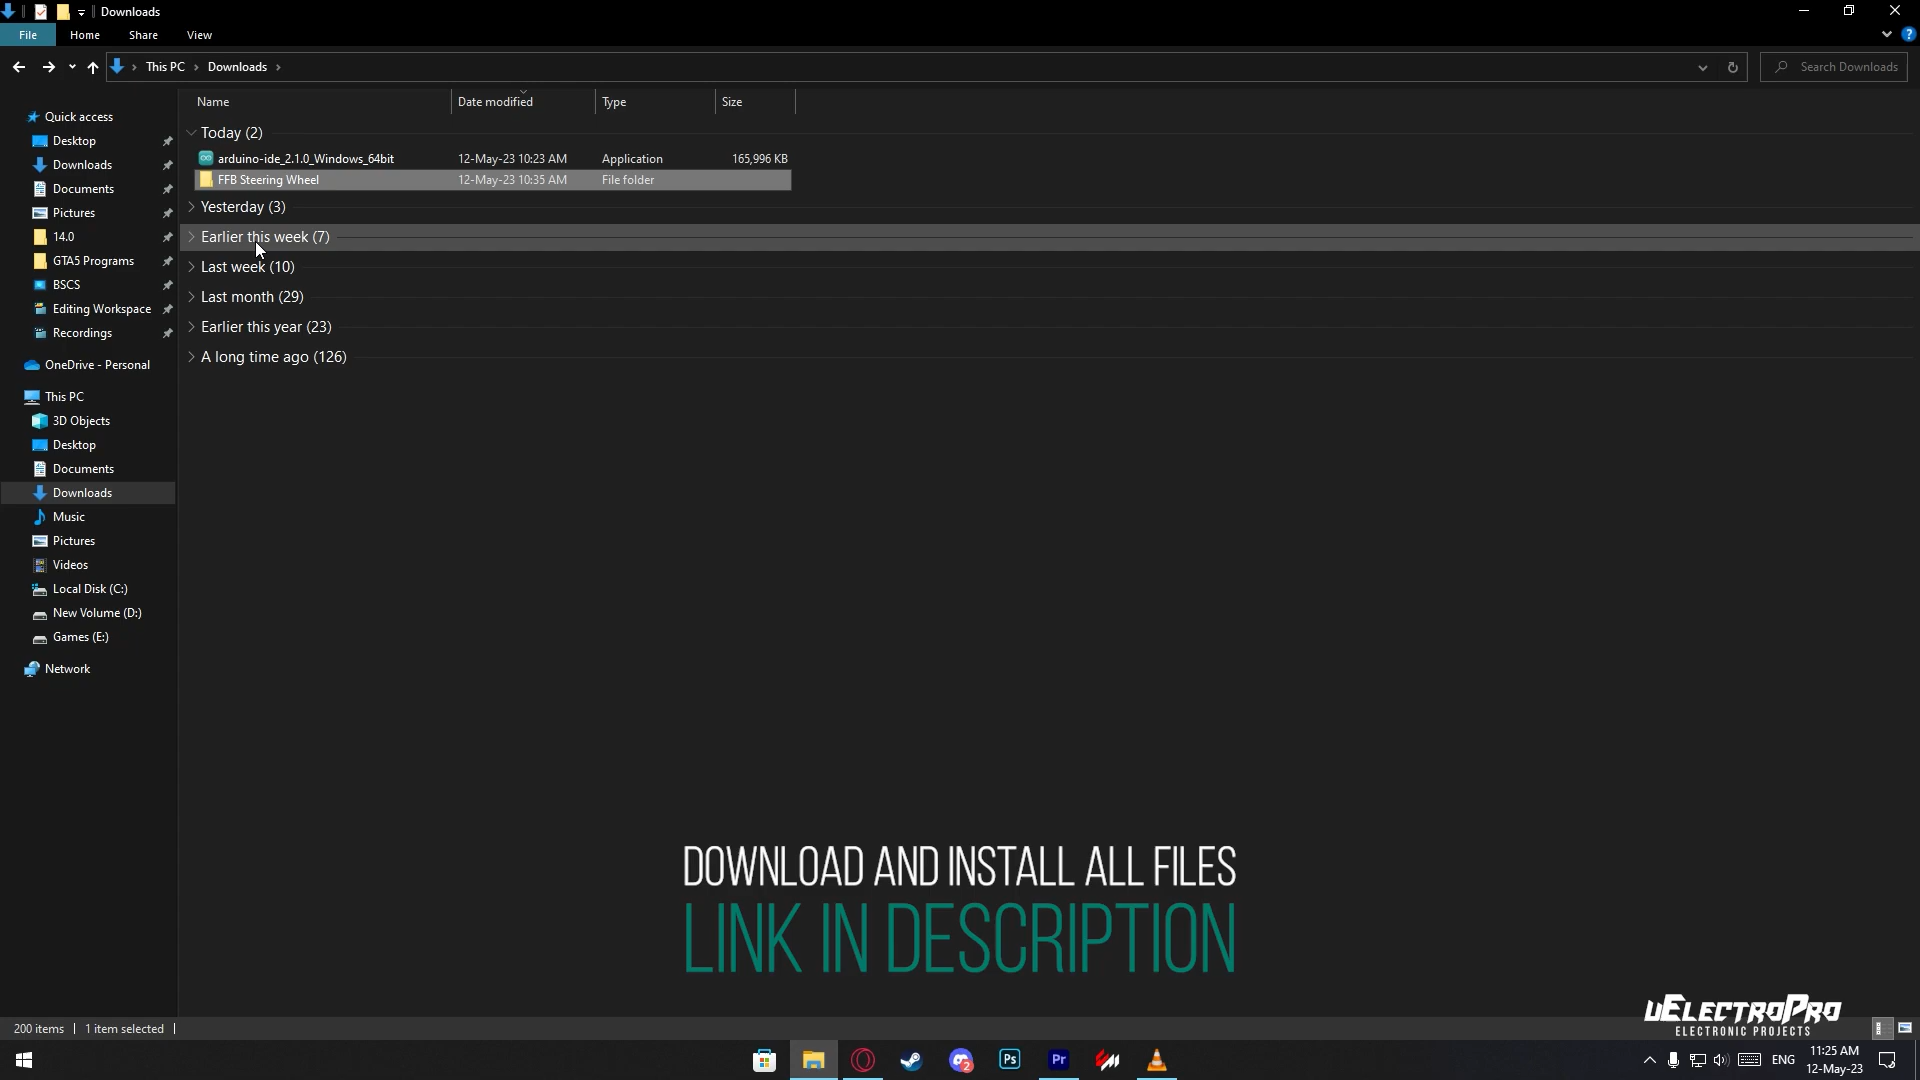 Downloads
File Home Share View
This PC Downloads Search Downloads
Name Date modified Type Size
Today (2)
arduino-ide_2.1.0_Windows_64bit 12-May-23 10:23 AM Application 165,996 KB
FFB Steering Wheel 12-May-23 10:35 AM File folder
Yesterday (3)
Earlier this week (7)
Last week (10)
Last month (29)
Earlier this year (23)
A long time ago (126)
Quick access
Desktop
Downloads
Documents
Pictures
14.0
GTA5 Programs
BSCS
Editing Workspace
Recordings
OneDrive - Personal
This PC
3D Objects
Desktop
Documents
Downloads
Music
Pictures
Videos
Local Disk (C:)
New Volume (D:)
Games (E:)
Network
DOWNLOAD AND INSTALL ALL FILES
LINK IN DESCRIPTION
uElectroPro
ELECTRONIC PROJECTS
200 items 1 item selected
2 Ps Pr ENG 11:25 AM
12-May-23